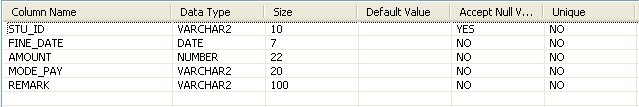 Column Name Data Type Size Default Value Accept Null V... Unique
STU_ID VARCHAR2 10 YES NO
FINE_DATE DATE 7 NO NO
AMOUNT NUMBER 22 NO NO
MODE_PAY VARCHAR2 20 NO NO
REMARK VARCHAR2 100 NO NO